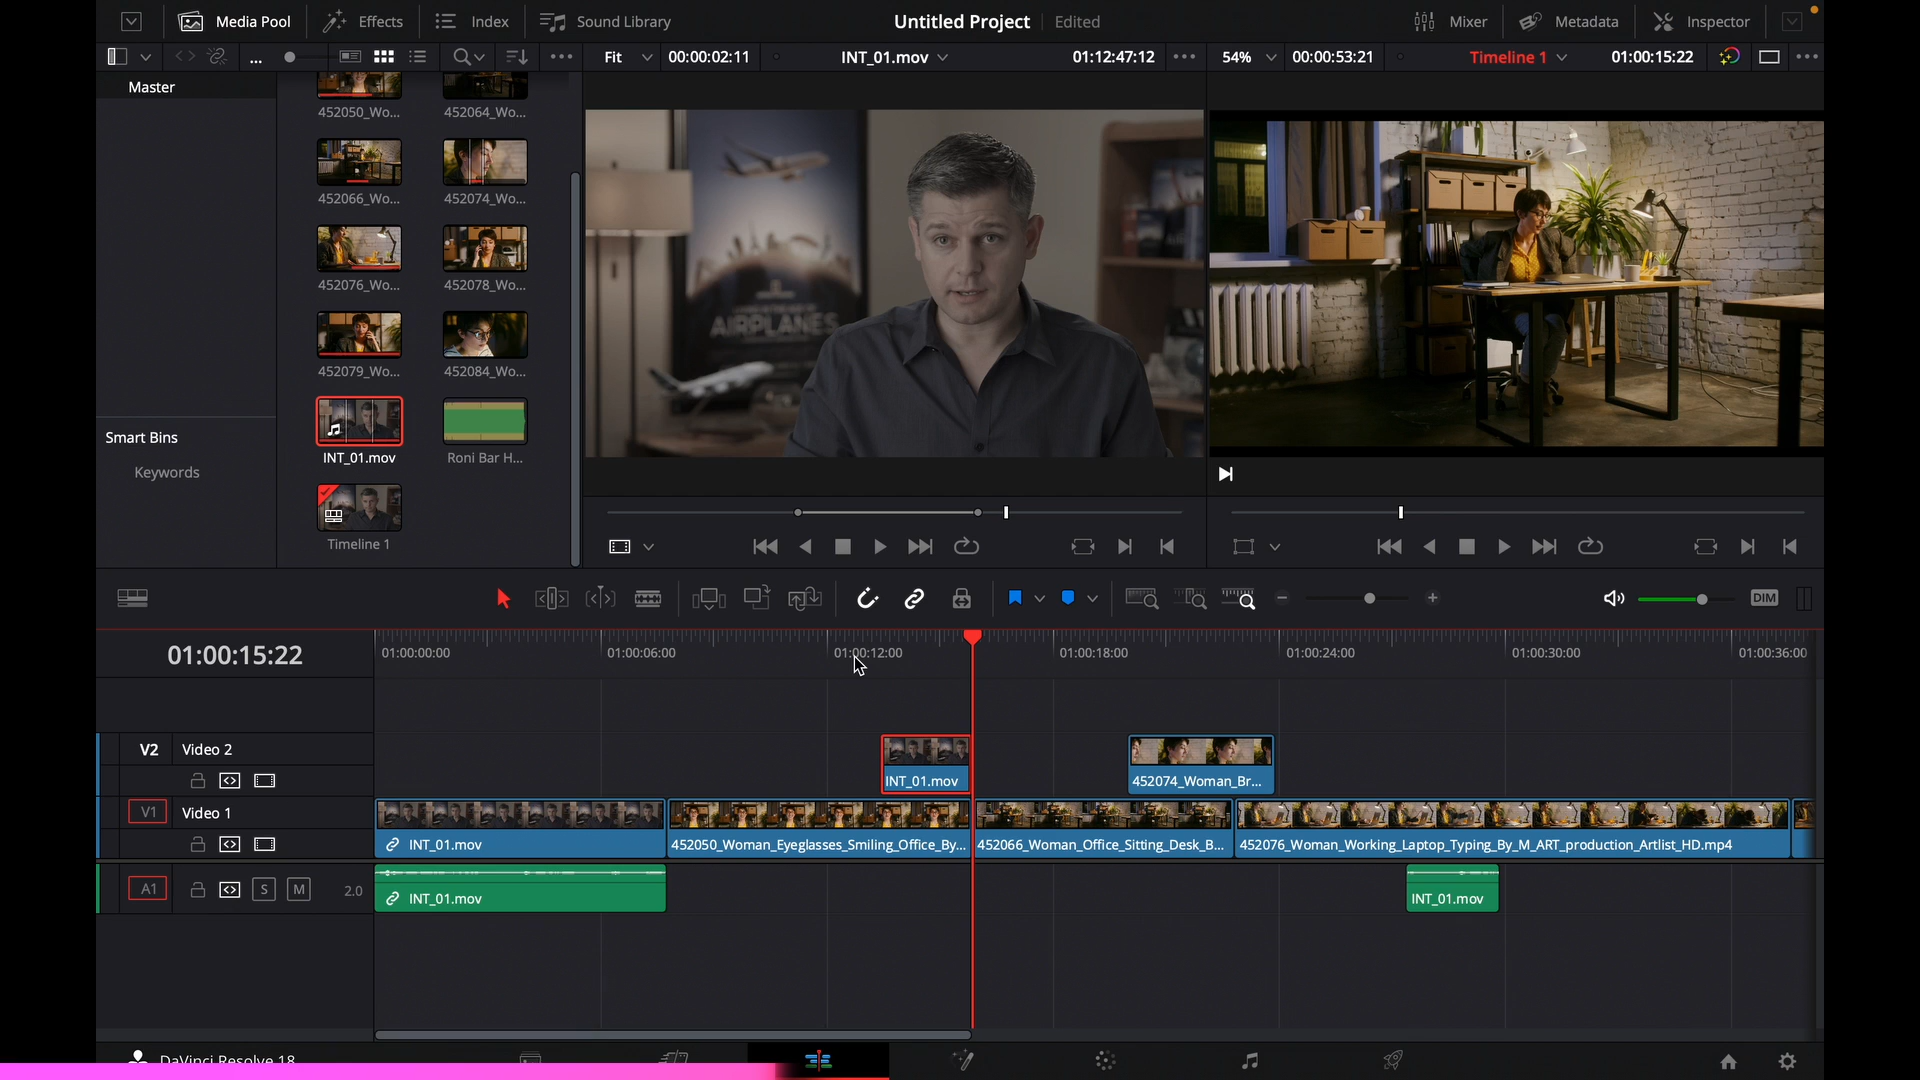 Media Pool
Effects
Index
Sound Library
Untitled Project
Edited
Mixer
Metadata
Inspector
...
Fit
00:00:02:11
INT_01.mov
01:12:47:12
54%
00:00:53:21
Timeline 1
01:00:15:22
Master
452050_Wo...
452064_Wo...
452066_Wo...
452074_Wo...
452076_Wo...
452078_Wo...
452079_Wo...
452084_Wo...
INT_01.mov
Roni Bar H...
Timeline 1
Smart Bins
Keywords
AIRPLANES
DIM
01:00:15:22
01:00:00:00
01:00:06:00
01:00:12:00
01:00:18:00
01:00:24:00
01:00:30:00
01:00:36:00
V2
Video 2
INT_01.mov
452074_Woman_Br...
V1
Video 1
INT_01.mov
452050_Woman_Eyeglasses_Smiling_Office_By...
452066_Woman_Office_Sitting_Desk_B...
452076_Woman_Working_Laptop_Typing_By_M_ART_production_Artlist_HD.mp4
A1
S
M
2.0
INT_01.mov
INT_01.mov
DaVinci Resolve 18